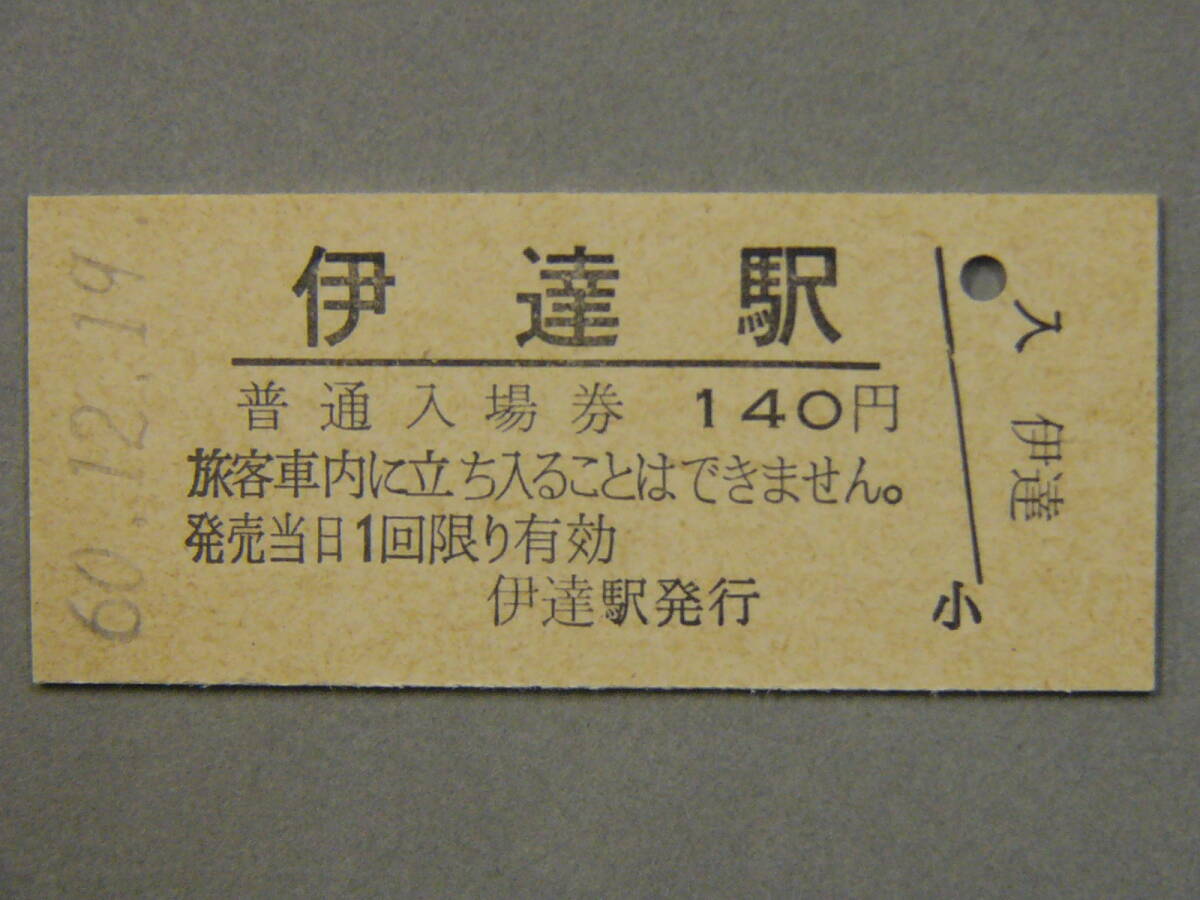 伊達駅
普通入場券 140円
旅客車内に立ち入ることはできません。
発売当日1回限り有効
伊達駅発行
60.12.19
入 伊達
小